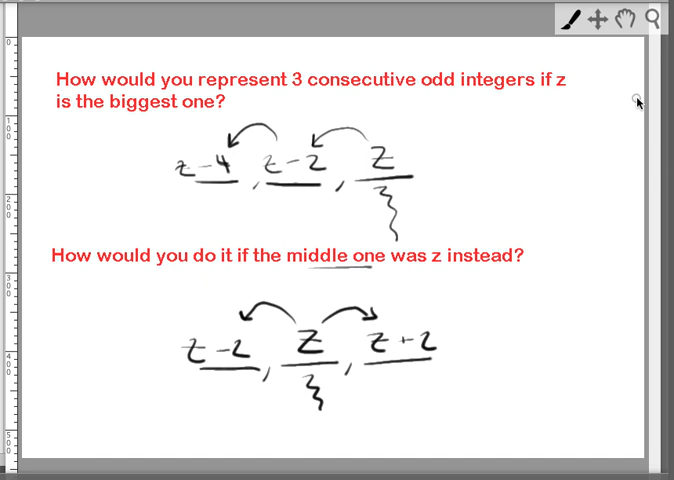 How would you represent 3 consecutive odd integers if z
is the biggest one?
z-4, z-2, z
How would you do it if the middle one was z instead?
z-2, z, z+2